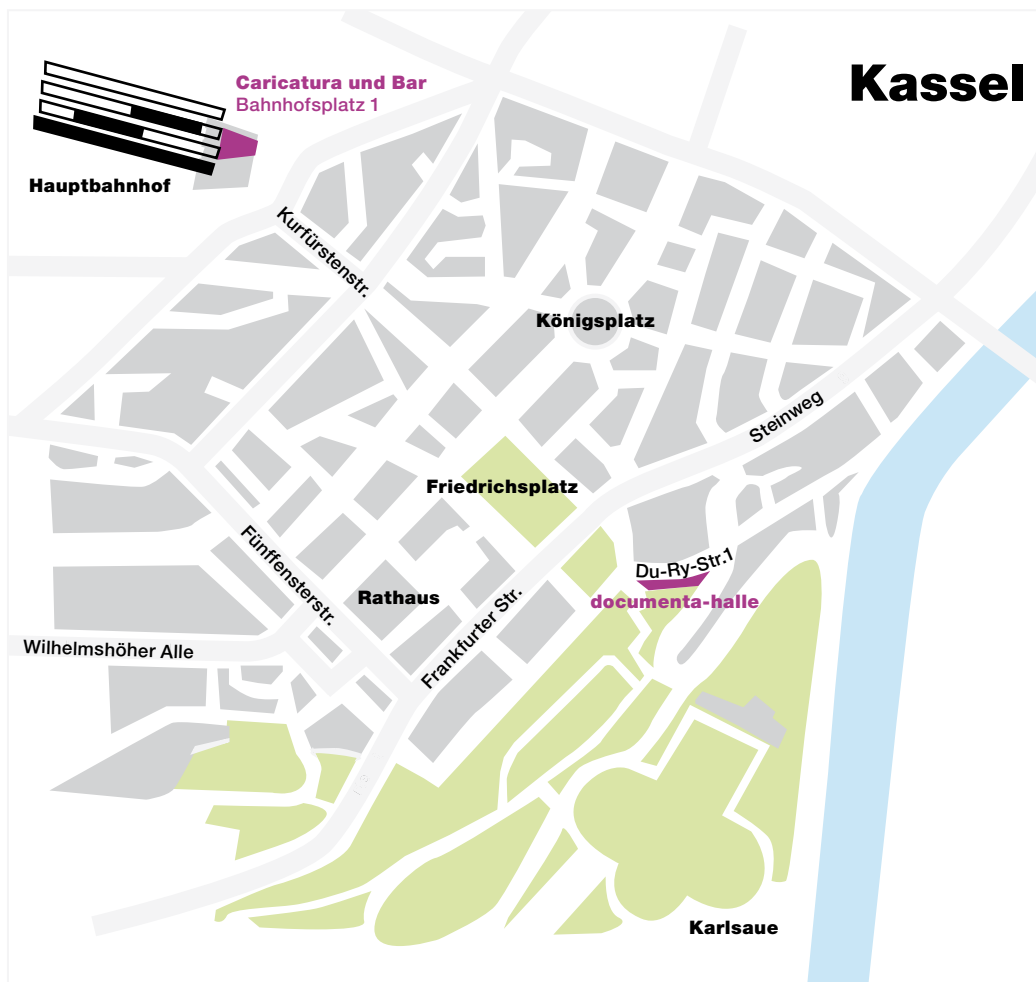 Kassel
Caricatura und Bar
Bahnhofsplatz 1
Hauptbahnhof
Kurfürstenstr.
Königsplatz
Steinweg
Friedrichsplatz
Fünffensterstr.
Du-Ry-Str.1
documenta-halle
Rathaus
Frankfurter Str.
Wilhelmshöher Alle
Karlsaue